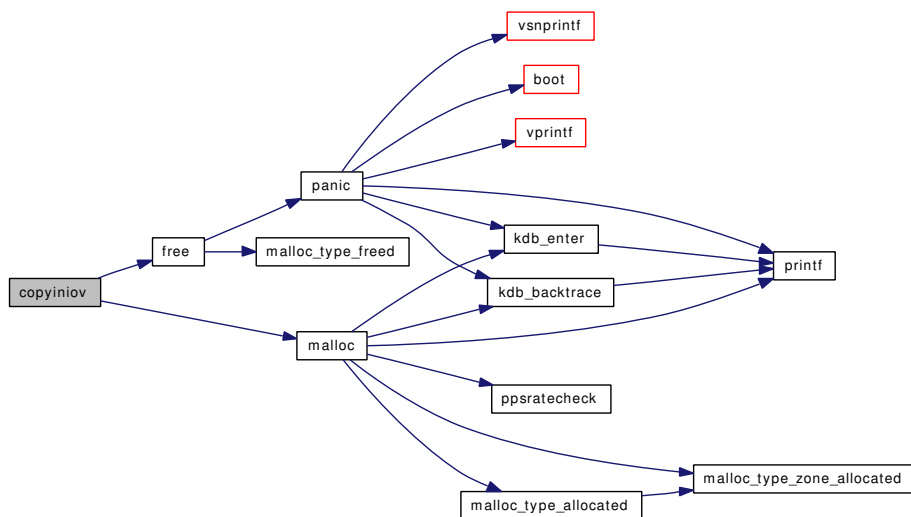 vsnprintf
boot
vprintf
panic
kdb_enter
free
malloc_type_freed
printf
copyiniov
kdb_backtrace
malloc
ppsratecheck
malloc_type_zone_allocated
malloc_type_allocated